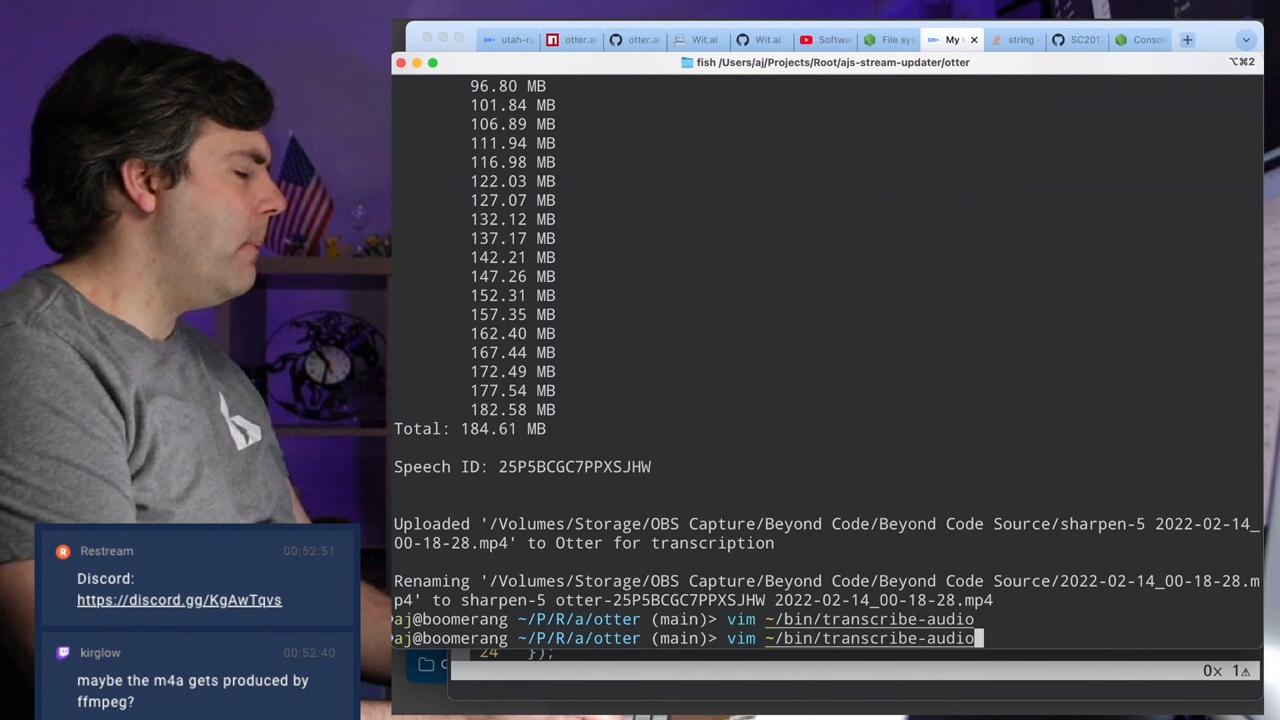 utah-ru
otter.a
otter.a
Wit.ai
Wit.ai
Softwa
File sys
My
string -
SC201
Conso
fish /Users/aj/Projects/Root/ajs-stream-updater/otter
⌥⌘2
96.80 MB
101.84 MB
106.89 MB
111.94 MB
116.98 MB
122.03 MB
127.07 MB
132.12 MB
137.17 MB
142.21 MB
147.26 MB
152.31 MB
157.35 MB
162.40 MB
167.44 MB
172.49 MB
177.54 MB
182.58 MB
Total: 184.61 MB
Speech ID: 25P5BCGC7PPXSJHW
Uploaded '/Volumes/Storage/OBS Capture/Beyond Code/Beyond Code Source/sharpen-5 2022-02-14_
00-18-28.mp4' to Otter for transcription
Renaming '/Volumes/Storage/OBS Capture/Beyond Code/Beyond Code Source/2022-02-14_00-18-28.m
p4' to sharpen-5 otter-25P5BCGC7PPXSJHW 2022-02-14_00-18-28.mp4
aj@boomerang ~/P/R/a/otter (main)> vim ~/bin/transcribe-audio
aj@boomerang ~/P/R/a/otter (main)> vim ~/bin/transcribe-audio
24 });
0× 1⚠
Restream 00:52:51
Discord:
https://discord.gg/KgAwTqvs
kirglow 00:52:40
maybe the m4a gets produced by
ffmpeg?